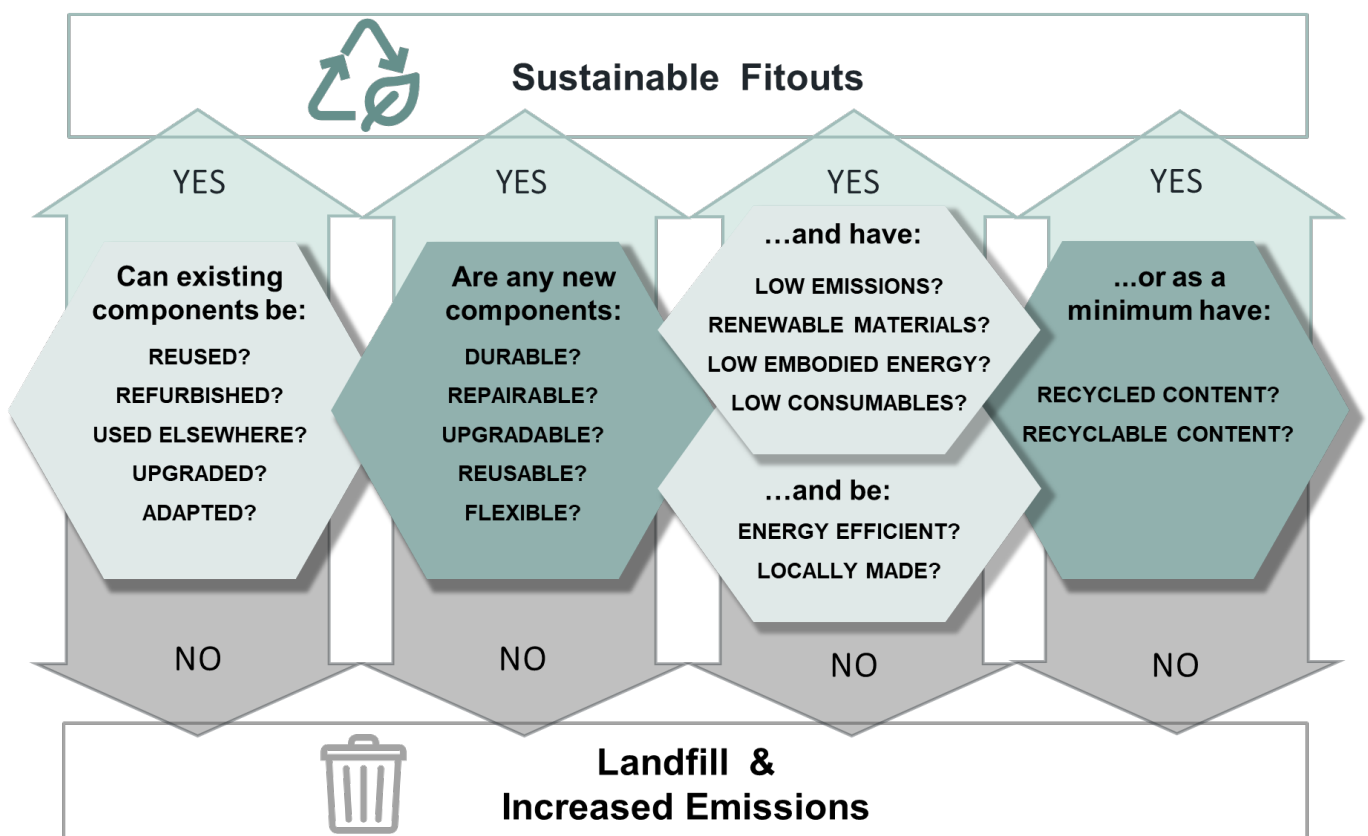 Sustainable Fitouts
YES
YES
YES
YES
Can existing
components be:
REUSED?
REFURBISHED?
USED ELSEWHERE?
UPGRADED?
ADAPTED?
Are any new
components:
DURABLE?
REPAIRABLE?
UPGRADABLE?
REUSABLE?
FLEXIBLE?
…and have:
LOW EMISSIONS?
RENEWABLE MATERIALS?
LOW EMBODIED ENERGY?
LOW CONSUMABLES?
…and be:
ENERGY EFFICIENT?
LOCALLY MADE?
...or as a
minimum have:
RECYCLED CONTENT?
RECYCLABLE CONTENT?
NO
NO
NO
NO
Landfill &
Increased Emissions